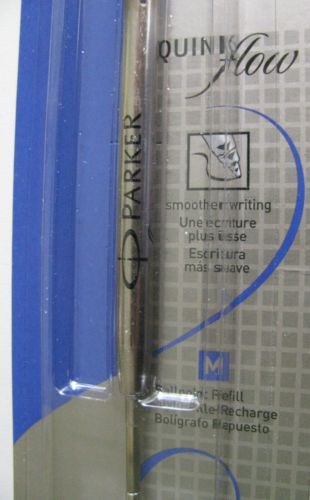 QUINK
flow
PARKER
smoother writing
Une ecriture
plus lisse
Escritura
más suave
M
Ballpoint Refill
Recharge
Bolígrafo Repuesto